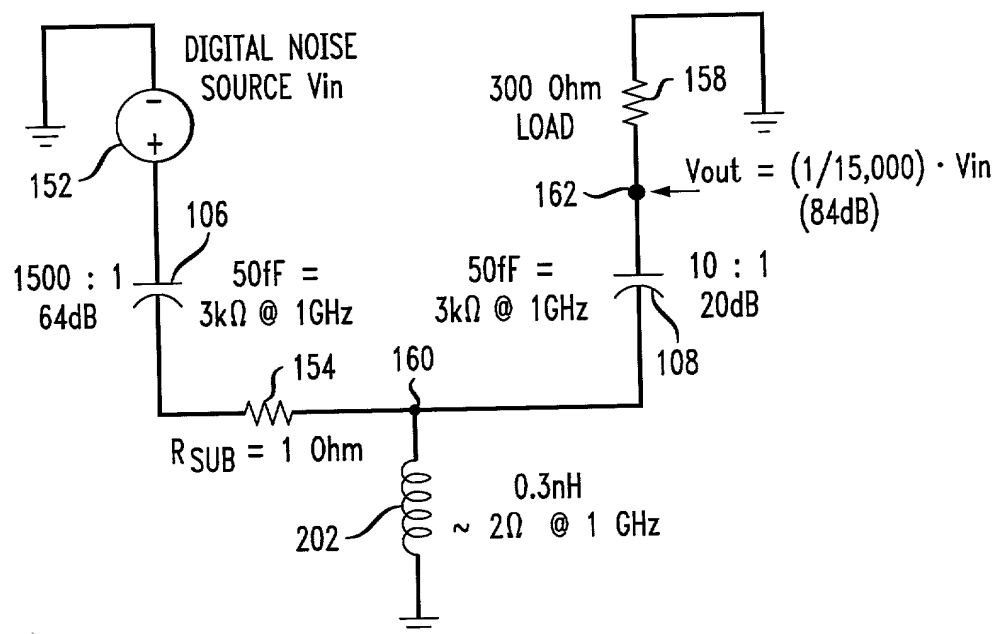 DIGITAL NOISE
SOURCE Vin
−
+
152
300 Ohm
LOAD
158
162
Vout = (1/15,000) · Vin
(84dB)
106
1500 : 1
64dB
50fF =
3kΩ @ 1GHz
50fF =
3kΩ @ 1GHz
10 : 1
20dB
108
154
160
RSUB = 1 Ohm
202
0.3nH
~ 2Ω @ 1 GHz